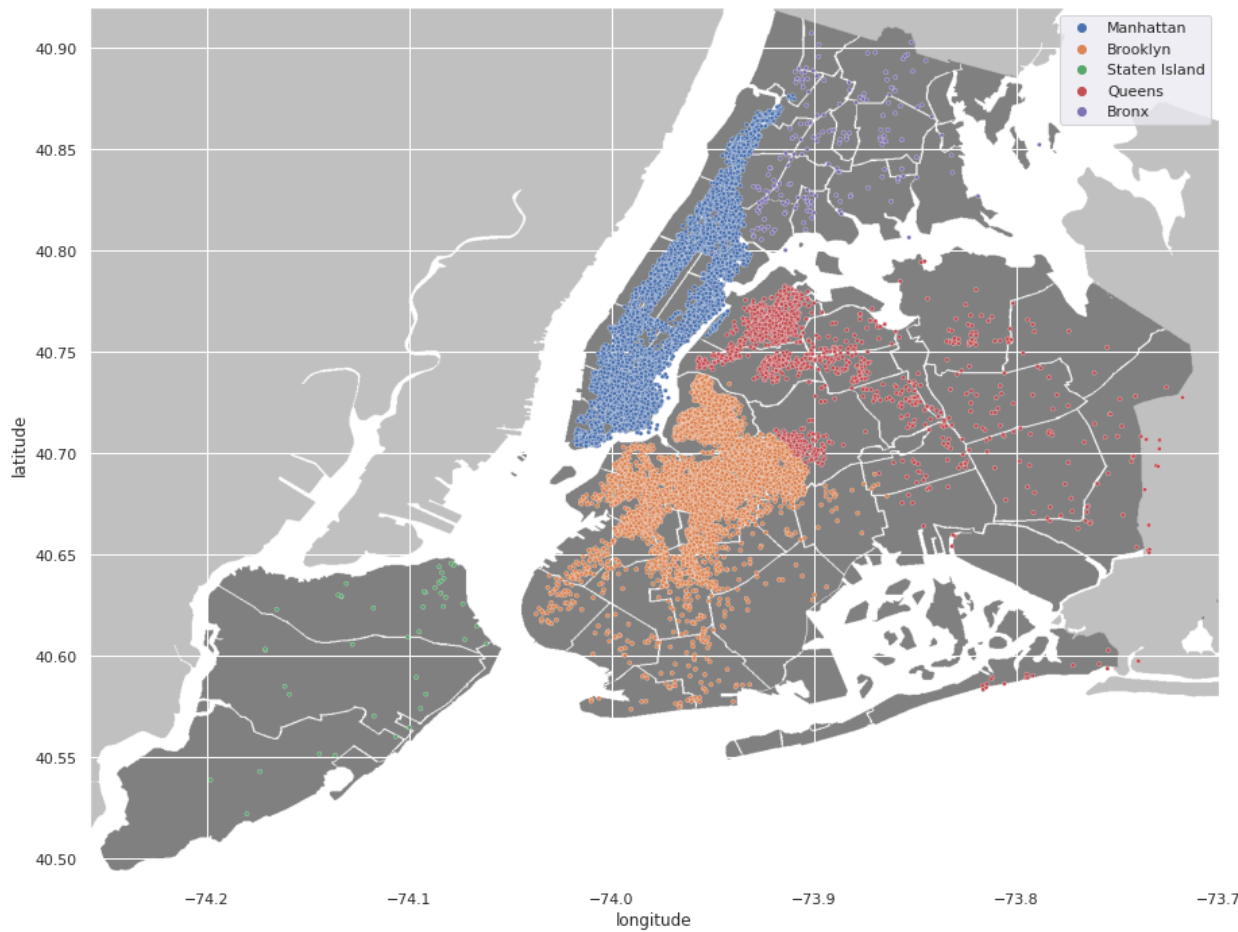 Manhattan
Brooklyn
Staten Island
Queens
Bronx
40.90
40.85
40.80
40.75
40.70
40.65
40.60
40.55
40.50
latitude
−74.2
−74.1
−74.0
−73.9
−73.8
−73.7
longitude